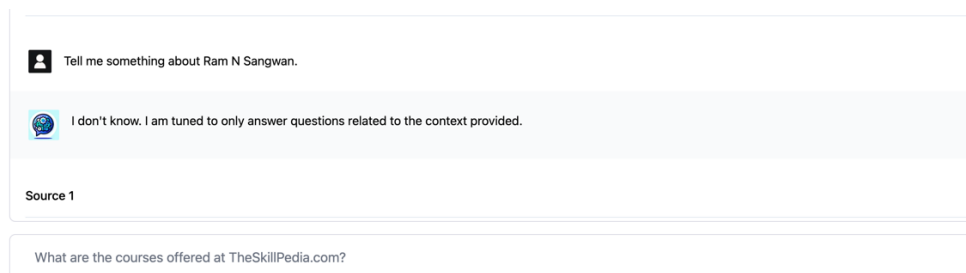 Tell me something about Ram N Sangwan.
I don't know. I am tuned to only answer questions related to the context provided.
Source 1
What are the courses offered at TheSkillPedia.com?